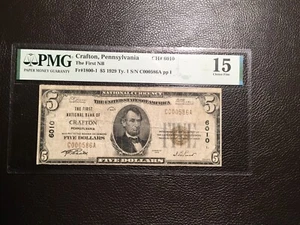 PMG
PAPER MONEY GUARANTY
Crafton, Pennsylvania CH# 6010
The First NB
Fr#1800-1 $5 1929 Ty. 1 S/N C000586A pp F
15
Choice Fine
NATIONAL CURRENCY
5
5
THE FIRST
NATIONAL BANK OF
CRAFTON
PENNSYLVANIA
FIVE DOLLARS
6010
C000586A
6010
C000586A
FIVE DOLLARS